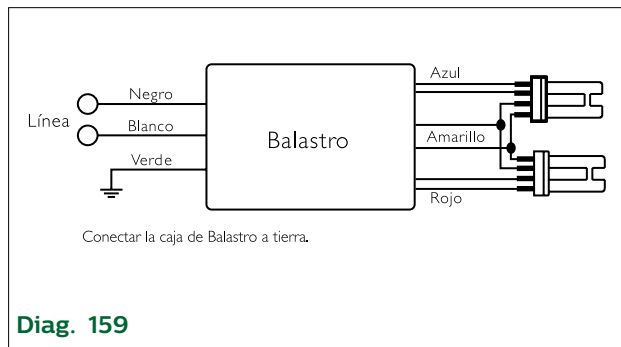 Azul
Negro
Línea
Blanco
Balastro
Amarillo
Verde
Rojo
Conectar la caja de Balastro a tierra.
Diag. 159